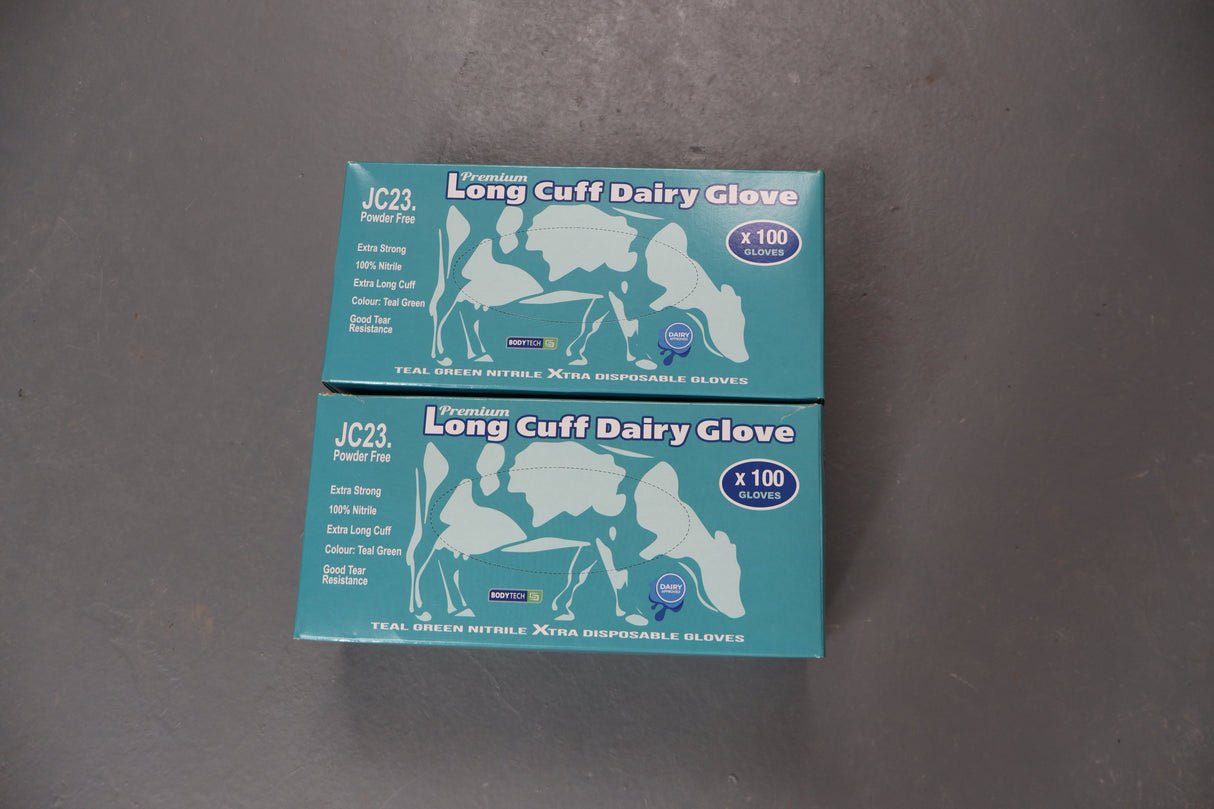 Premium
Long Cuff Dairy Glove
JC23.
Powder Free
x 100
GLOVES
Extra Strong
100% Nitrile
Extra Long Cuff
Colour: Teal Green
Good Tear
Resistance
DAIRY
APPROVED
BODYTECH
TEAL GREEN NITRILE XTRA DISPOSABLE GLOVES
Premium
Long Cuff Dairy Glove
JC23.
Powder Free
x 100
GLOVES
Extra Strong
100% Nitrile
Extra Long Cuff
Colour: Teal Green
Good Tear
Resistance
DAIRY
APPROVED
BODYTECH
TEAL GREEN NITRILE XTRA DISPOSABLE GLOVES